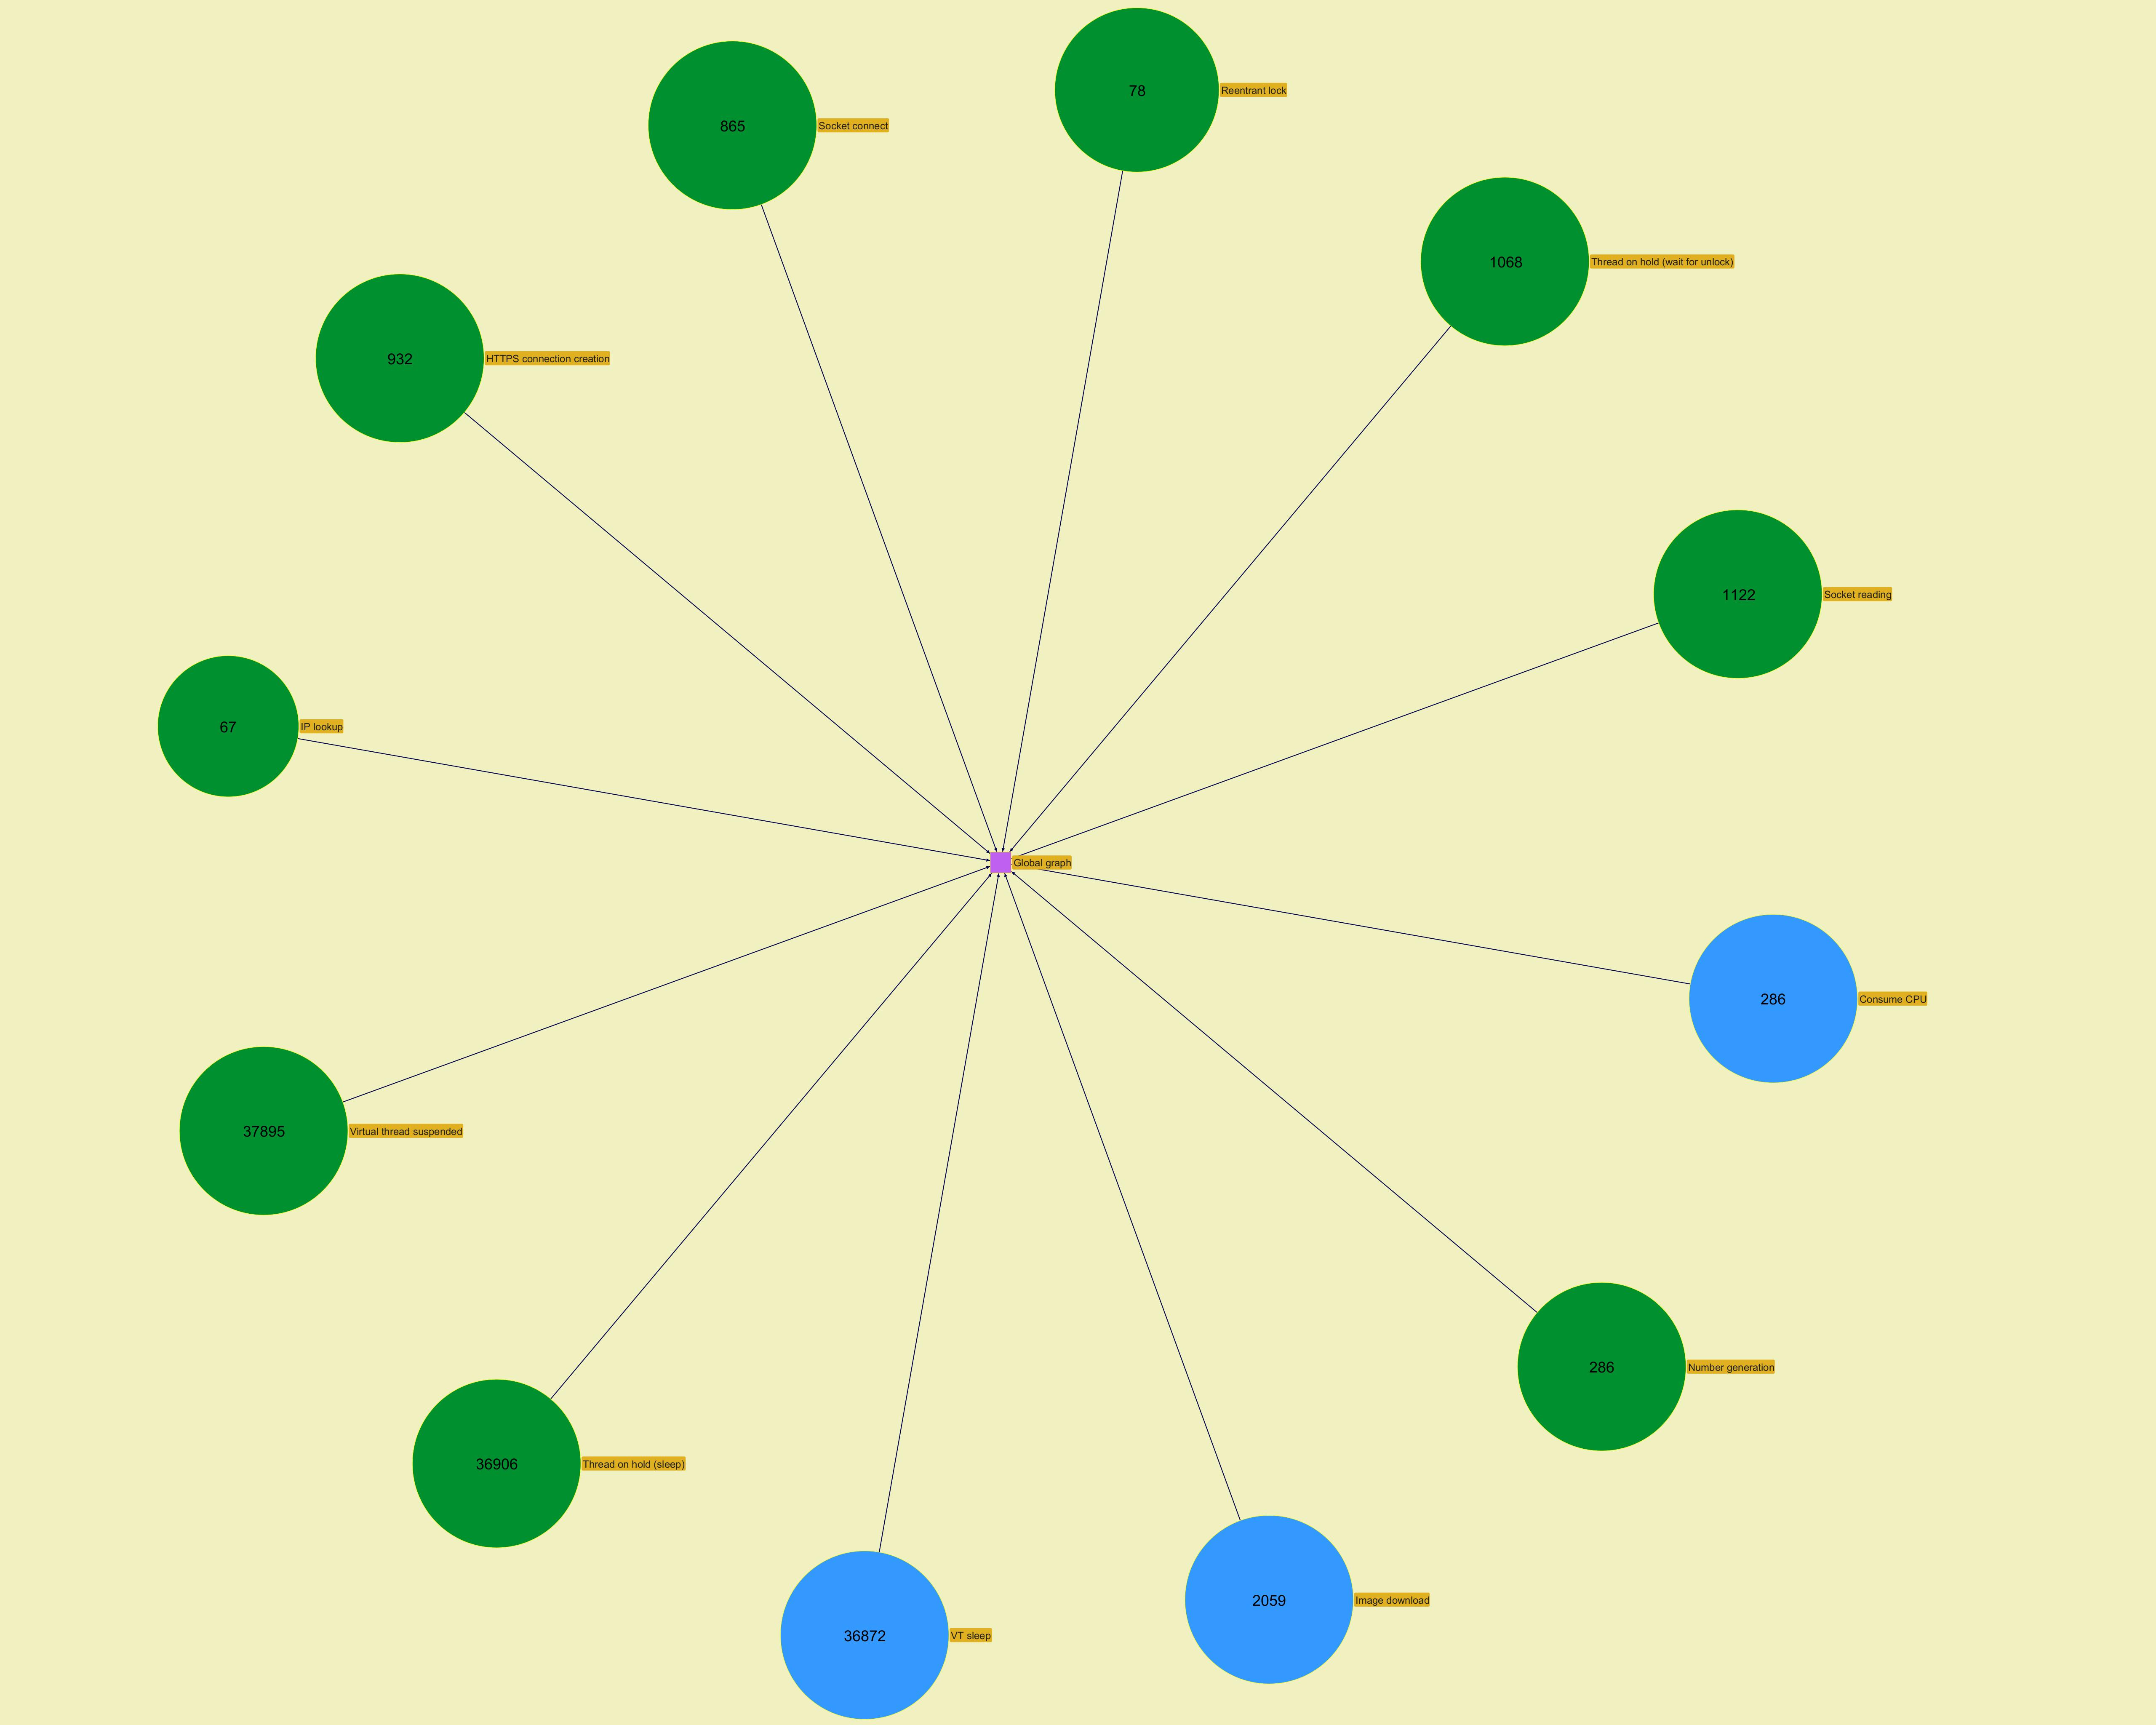 78
Reentrant lock
865
Socket connect
1068
Thread on hold (wait for unlock)
932
HTTPS connection creation
1122
Socket reading
67
IP lookup
Global graph
286
Consume CPU
37895
Virtual thread suspended
286
Number generation
36906
Thread on hold (sleep)
2059
Image download
36872
VT sleep